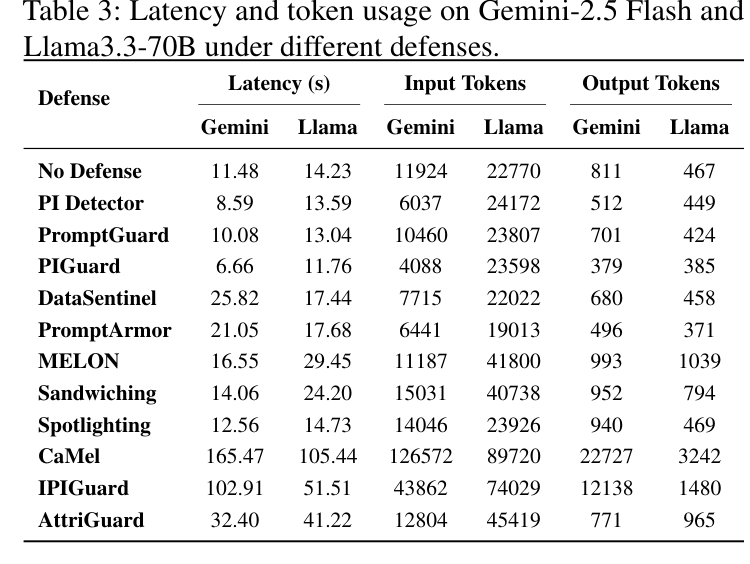 Table 3: Latency and token usage on Gemini-2.5 Flash and
Llama3.3-70B under different defenses.
Defense Latency (s) Input Tokens Output Tokens
Gemini Llama Gemini Llama Gemini Llama
No Defense 11.48 14.23 11924 22770 811 467
PI Detector 8.59 13.59 6037 24172 512 449
PromptGuard 10.08 13.04 10460 23807 701 424
PIGuard 6.66 11.76 4088 23598 379 385
DataSentinel 25.82 17.44 7715 22022 680 458
PromptArmor 21.05 17.68 6441 19013 496 371
MELON 16.55 29.45 11187 41800 993 1039
Sandwiching 14.06 24.20 15031 40738 952 794
Spotlighting 12.56 14.73 14046 23926 940 469
CaMel 165.47 105.44 126572 89720 22727 3242
IPIGuard 102.91 51.51 43862 74029 12138 1480
AttriGuard 32.40 41.22 12804 45419 771 965